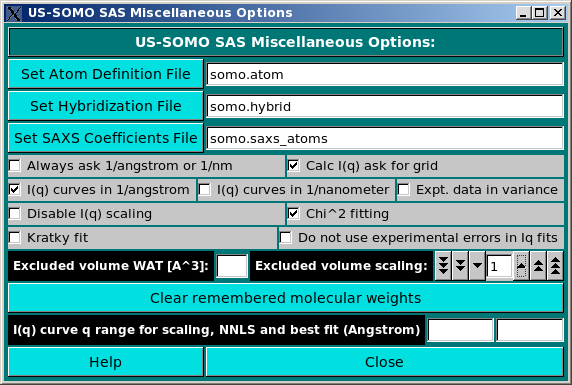 US-SOMO SAS Miscellaneous Options
US-SOMO SAS Miscellaneous Options:
Set Atom Definition File somo.atom
Set Hybridization File somo.hybrid
Set SAXS Coefficients File somo.saxs_atoms
Always ask 1/angstrom or 1/nm Calc I(q) ask for grid
I(q) curves in 1/angstrom I(q) curves in 1/nanometer Expt. data in variance
Disable I(q) scaling Chi^2 fitting
Kratky fit Do not use experimental errors in Iq fits
Excluded volume WAT [A^3]: Excluded volume scaling: 1
Clear remembered molecular weights
I(q) curve q range for scaling, NNLS and best fit (Angstrom)
Help Close